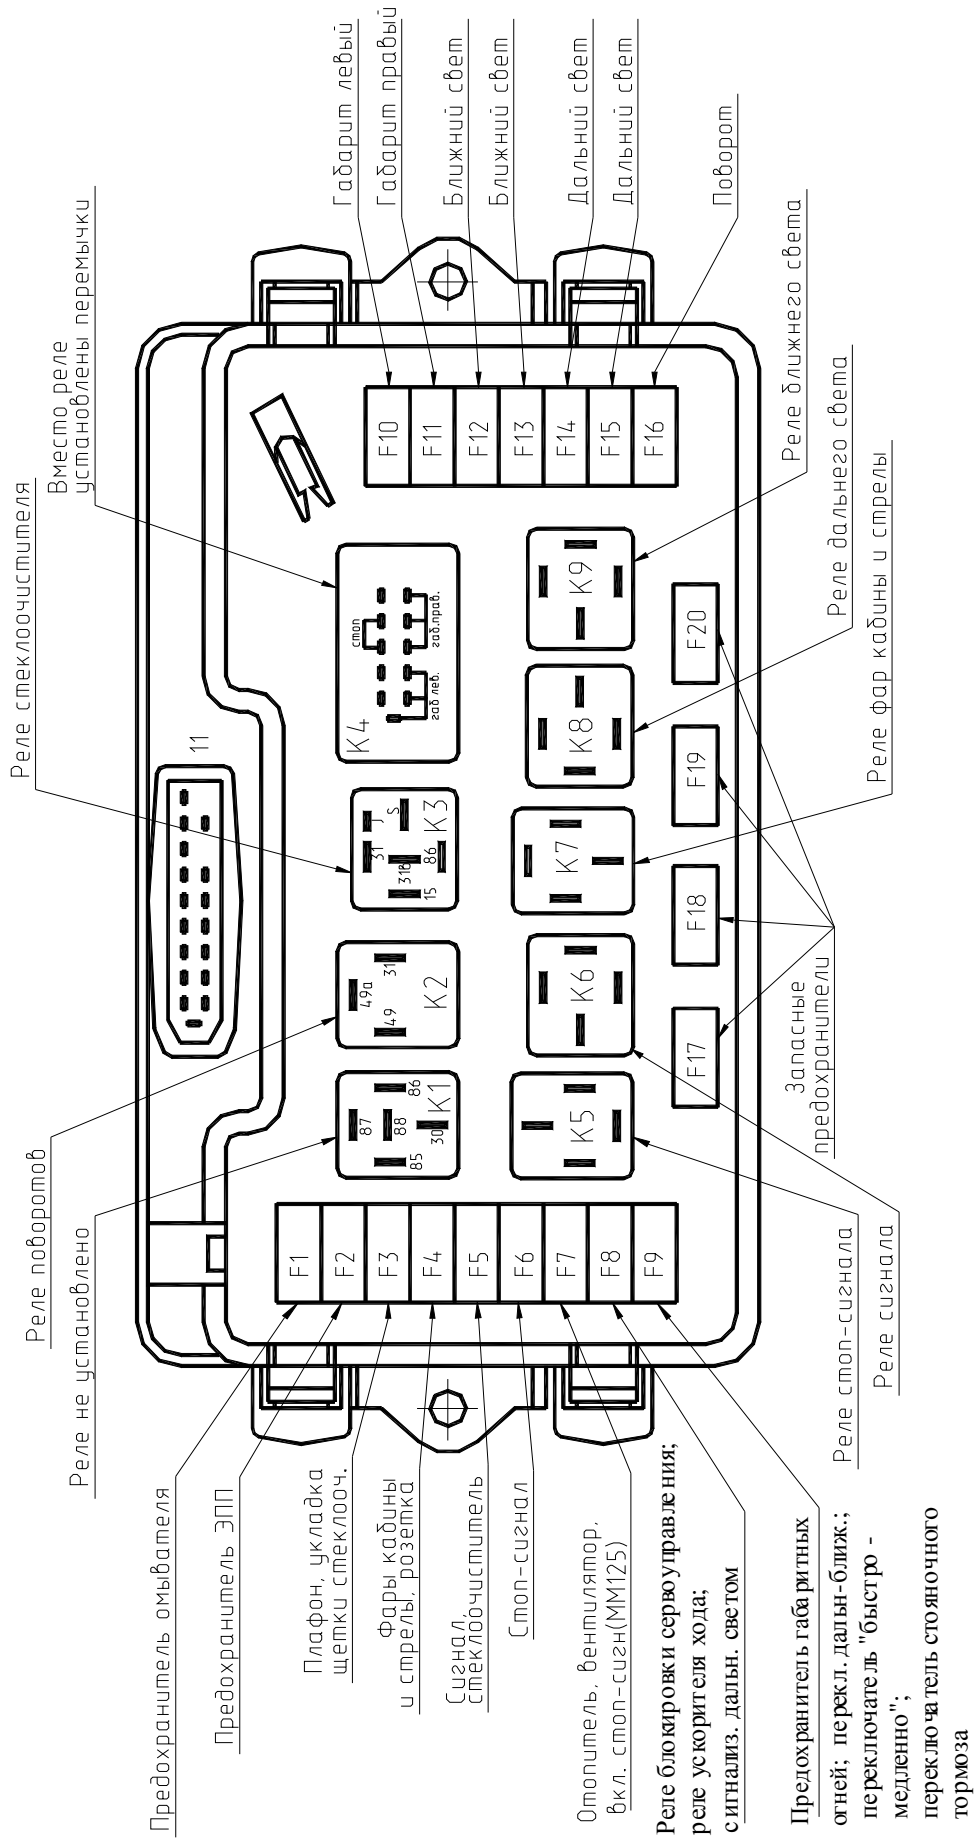 Реле стеклоочистителя
Вместо реле
установлены перемычки
Габарит левый
Габарит правый
Ближний свет
Ближний свет
Дальний свет
Дальний свет
Поворот
Реле поворотов
Реле не установлено
11
Предохранитель омывателя
Предохранитель ЭПП
Плафон, укладка
щетки стеклооч.
Фары кабины
и стрелы, розетка
Сигнал,
стеклоочиститель
Стоп-сигнал
Отопитель, вентилятор,
вкл. стоп-сигн(ММ125)
Реле блокировки сервоуправления;
реле ускорителя хода;
сигнализ. дальн. светом
Предохранитель габаритных
огней; перекл. дальн-ближ.;
переключатель "быстро -
медленно";
переключатель стояночного
тормоза
F1
F2
F3
F4
F5
F6
F7
F8
F9
87
88
86
85
30
K1
49а
49
31
K2
31
J
S
31б
15
86
K3
K4
стоп
габ лев.
габ.прав.
K5
K6
K7
K8
K9
F10
F11
F12
F13
F14
F15
F16
F17
F18
F19
F20
Запасные
предохранители
Реле стоп-сигнала
Реле сигнала
Реле фар кабины и стрелы
Реле дальнего света
Реле ближнего света